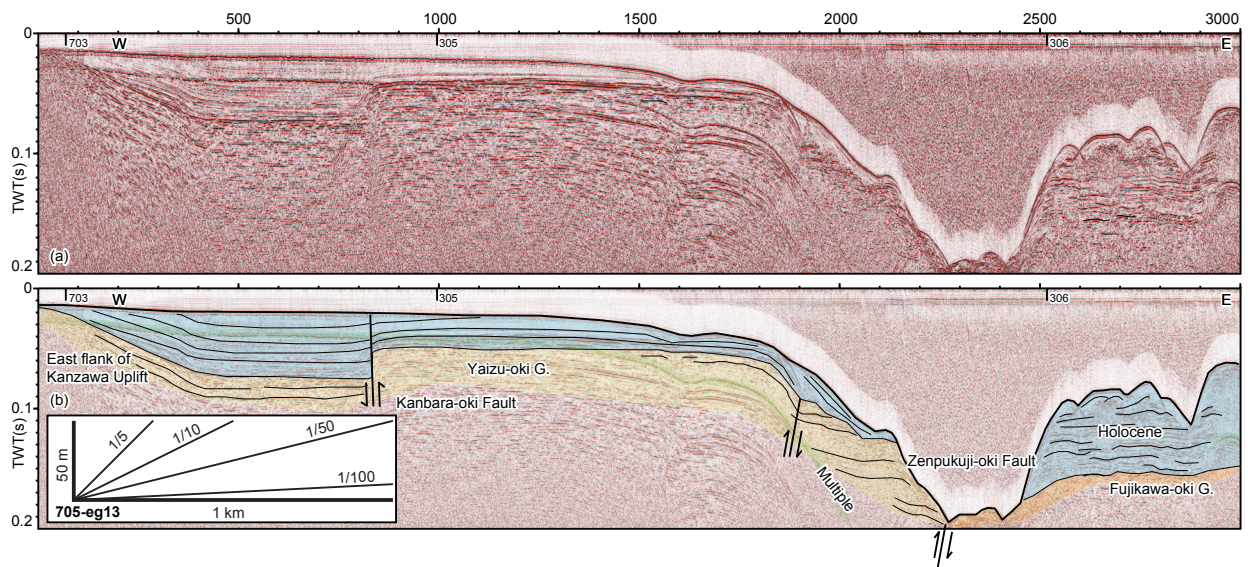 500 1000 1500 2000 2500 3000
0
703 W 305 306 E
0.1
TWT(s)
(a)
0.2
0
703 W 305 306 E
East flank of
Kanzawa Uplift
Yaizu-oki G.
(b)
Kanbara-oki Fault
0.1
TWT(s)
Holocene
Zenpukuji-oki Fault
Fujikawa-oki G.
Multiple
50 m
1/5
1/10
1/50
1/100
705-eg13
1 km
0.2